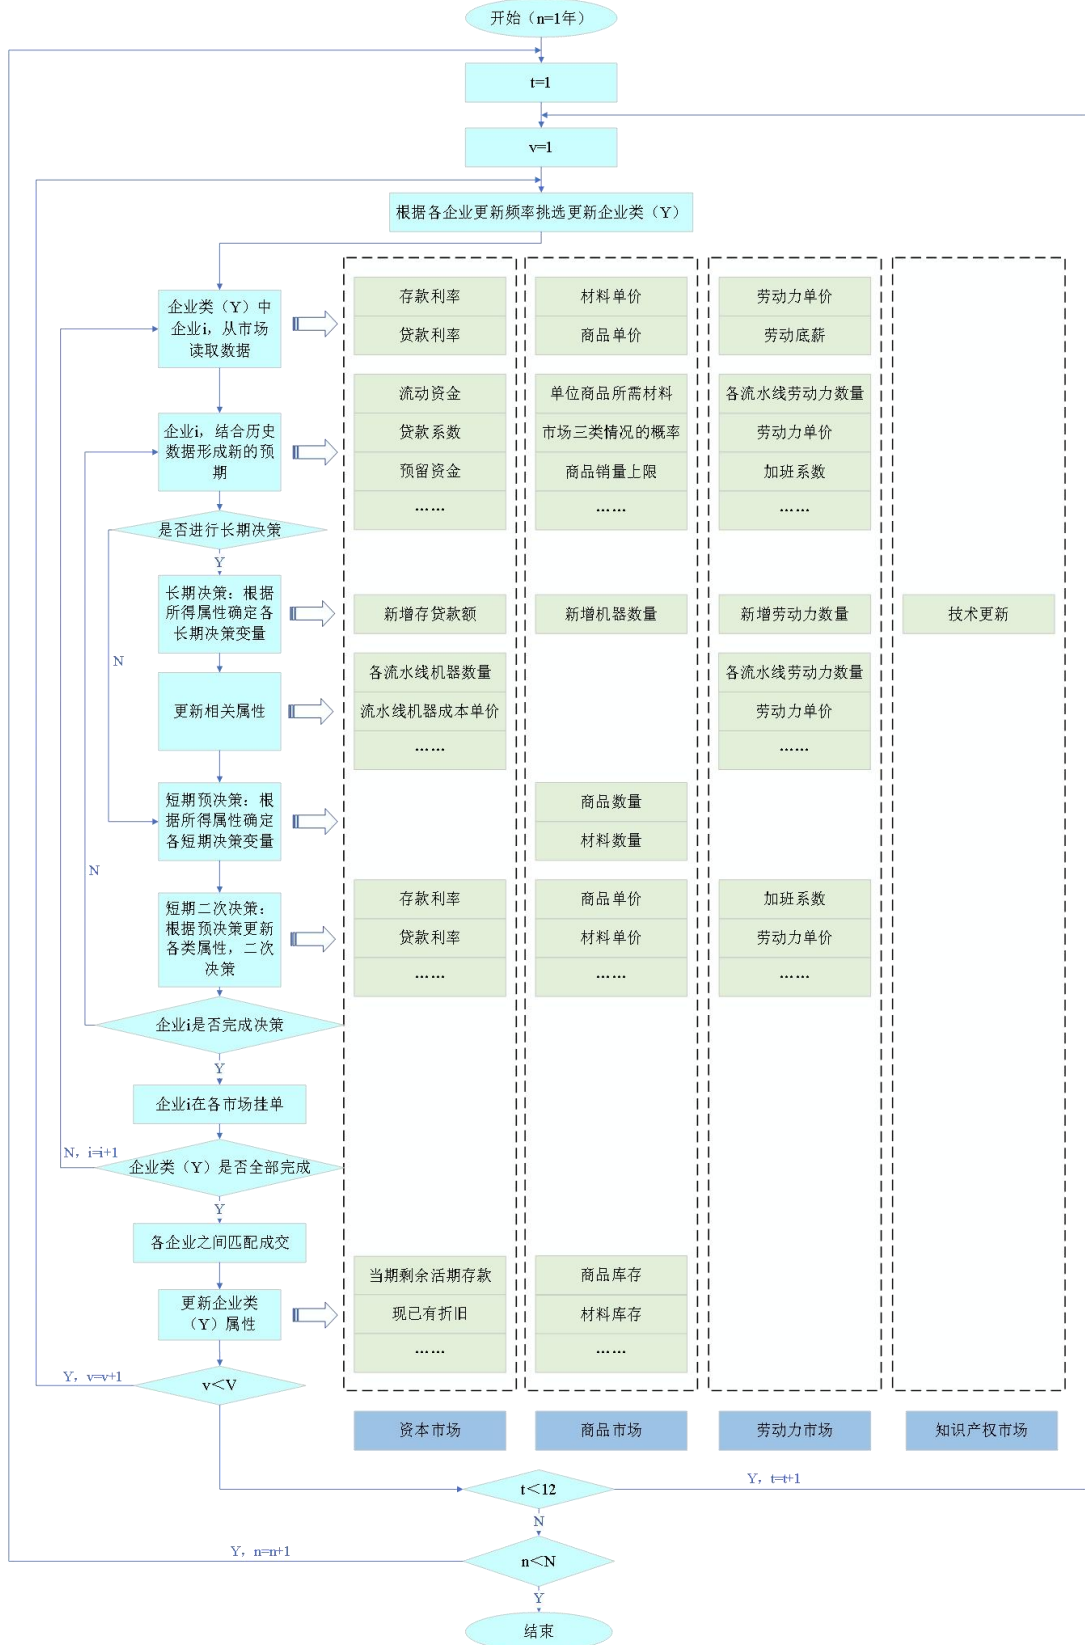 开始（n=1年）
t=1
v=1
根据各企业更新频率挑选更新企业类（Y）
企业类（Y）中
企业i，从市场
读取数据
存款利率
贷款利率
材料单价
商品单价
劳动力单价
劳动底薪
企业i，结合历史
数据形成新的预
期
流动资金
贷款系数
预留资金
……
单位商品所需材料
市场三类情况的概率
商品销量上限
……
各流水线劳动力数量
劳动力单价
加班系数
……
是否进行长期决策
Y
N
长期决策：根据
所得属性确定各
长期决策变量
新增存贷款额
新增机器数量
新增劳动力数量
技术更新
更新相关属性
各流水线机器数量
流水线机器成本单价
……
各流水线劳动力数量
劳动力单价
……
短期预决策：根
据所得属性确定
各短期决策变量
商品数量
材料数量
N
短期二次决策：
根据预决策更新
各类属性，二次
决策
存款利率
贷款利率
……
商品单价
材料单价
……
加班系数
劳动力单价
……
企业i是否完成决策
Y
企业i在各市场挂单
N，i=i+1
企业类（Y）是否全部完成
Y
各企业之间匹配成交
更新企业类
（Y）属性
当期剩余活期存款
现已有折旧
……
商品库存
材料库存
……
Y，v=v+1
v＜V
资本市场
商品市场
劳动力市场
知识产权市场
t＜12
Y，t=t+1
N
Y，n=n+1
n＜N
Y
结束